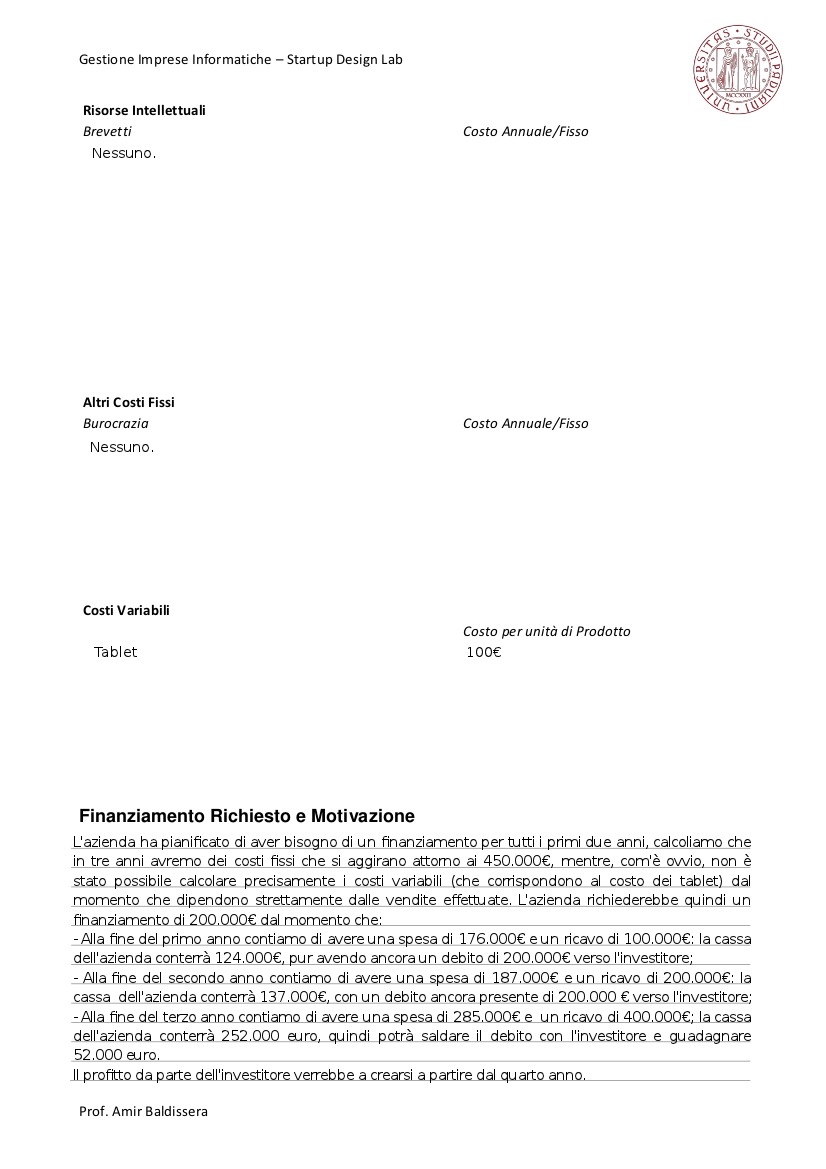 Gestione Imprese Informatiche – Startup Design Lab
UNIVERSITAS STUDII PADUANI
MCCXXII
Risorse Intellettuali
Brevetti Costo Annuale/Fisso
Nessuno.
Altri Costi Fissi
Burocrazia Costo Annuale/Fisso
Nessuno.
Costi Variabili
Costo per unità di Prodotto
Tablet 100€
Finanziamento Richiesto e Motivazione
L'azienda ha pianificato di aver bisogno di un finanziamento per tutti i primi due anni, calcoliamo che
in tre anni avremo dei costi fissi che si aggirano attorno ai 450.000€, mentre, com'è ovvio, non è
stato possibile calcolare precisamente i costi variabili (che corrispondono al costo dei tablet) dal
momento che dipendono strettamente dalle vendite effettuate. L'azienda richiederebbe quindi un
finanziamento di 200.000€ dal momento che:
- Alla fine del primo anno contiamo di avere una spesa di 176.000€ e un ricavo di 100.000€: la cassa
dell'azienda conterrà 124.000€, pur avendo ancora un debito di 200.000€ verso l'investitore;
- Alla fine del secondo anno contiamo di avere una spesa di 187.000€ e un ricavo di 200.000€: la
cassa dell'azienda conterrà 137.000€, con un debito ancora presente di 200.000 € verso l'investitore;
- Alla fine del terzo anno contiamo di avere una spesa di 285.000€ e un ricavo di 400.000€; la cassa
dell'azienda conterrà 252.000 euro, quindi potrà saldare il debito con l'investitore e guadagnare
52.000 euro.
Il profitto da parte dell'investitore verrebbe a crearsi a partire dal quarto anno.
Prof. Amir Baldissera